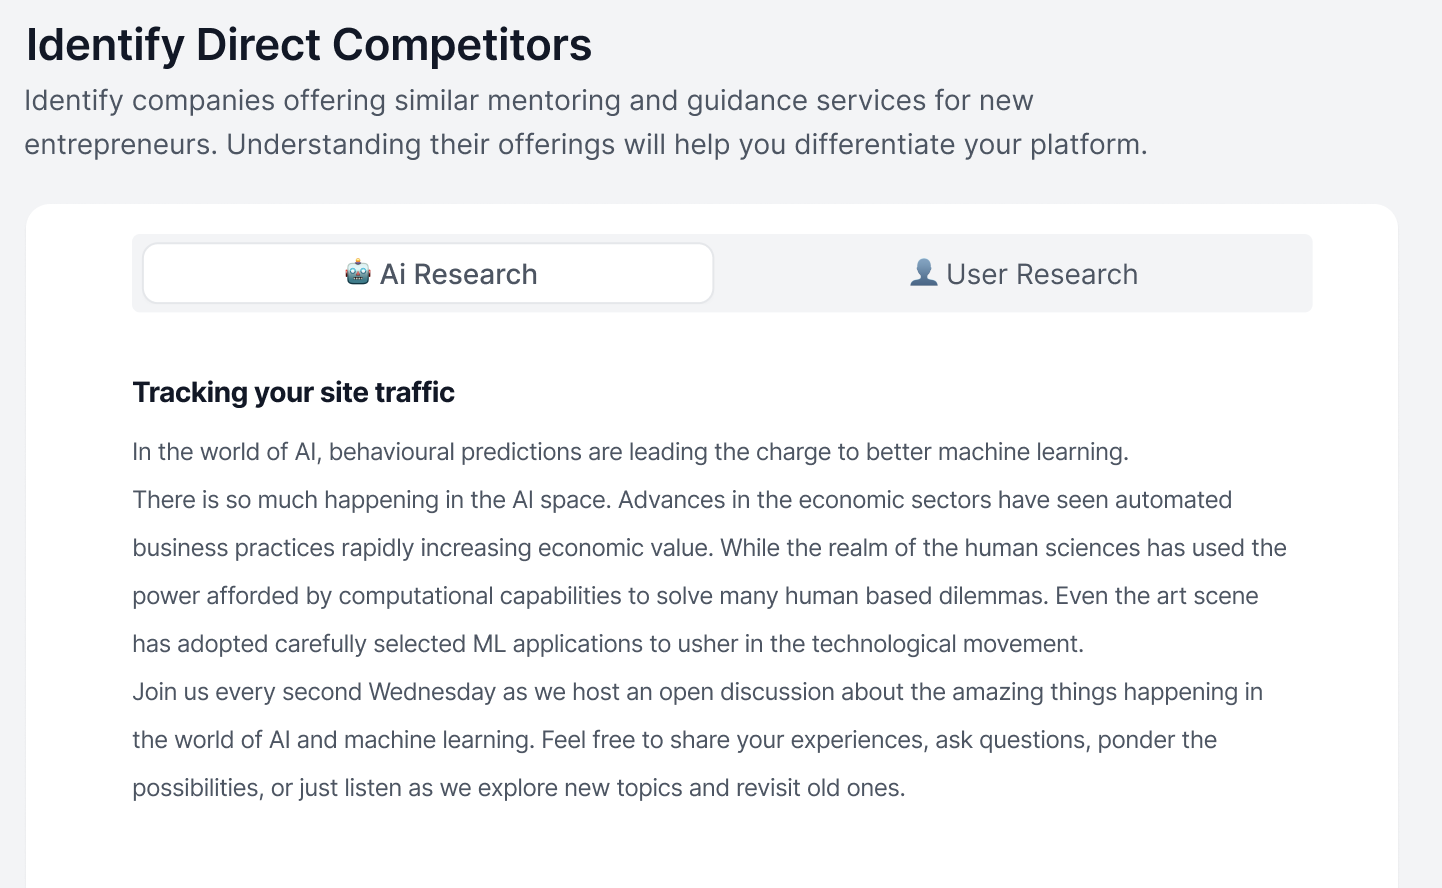 Identify Direct Competitors
Identify companies offering similar mentoring and guidance services for new
entrepreneurs. Understanding their offerings will help you differentiate your platform.
Ai Research
User Research
Tracking your site traffic
In the world of AI, behavioural predictions are leading the charge to better machine learning.
There is so much happening in the AI space. Advances in the economic sectors have seen automated
business practices rapidly increasing economic value. While the realm of the human sciences has used the
power afforded by computational capabilities to solve many human based dilemmas. Even the art scene
has adopted carefully selected ML applications to usher in the technological movement.
Join us every second Wednesday as we host an open discussion about the amazing things happening in
the world of AI and machine learning. Feel free to share your experiences, ask questions, ponder the
possibilities, or just listen as we explore new topics and revisit old ones.